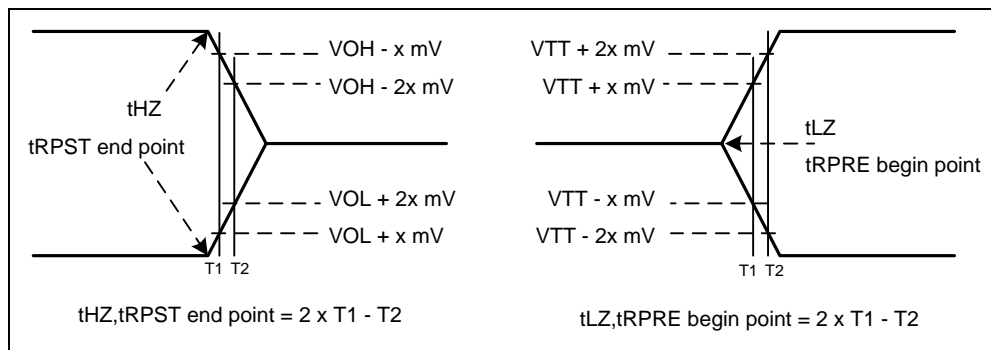 VOH - x mV
VOH - 2x mV
tHZ
tRPST end point
VOL + 2x mV
VOL + x mV
T1 T2
tHZ,tRPST end point = 2 x T1 - T2
VTT + 2x mV
VTT + x mV
tLZ
tRPRE begin point
VTT - x mV
VTT - 2x mV
T1 T2
tLZ,tRPRE begin point = 2 x T1 - T2